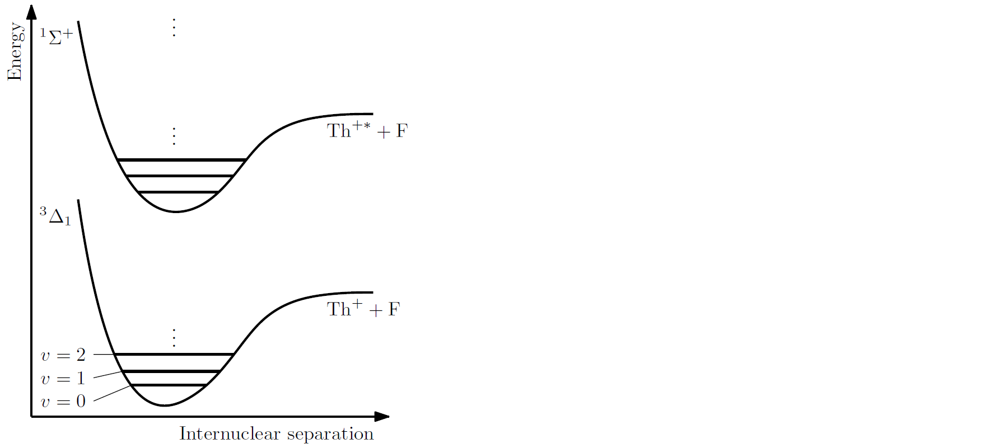 Energy
¹Σ⁺
⋮
⋮
Th⁺* + F
³Δ₁
Th⁺ + F
⋮
v = 2
v = 1
v = 0
Internuclear separation